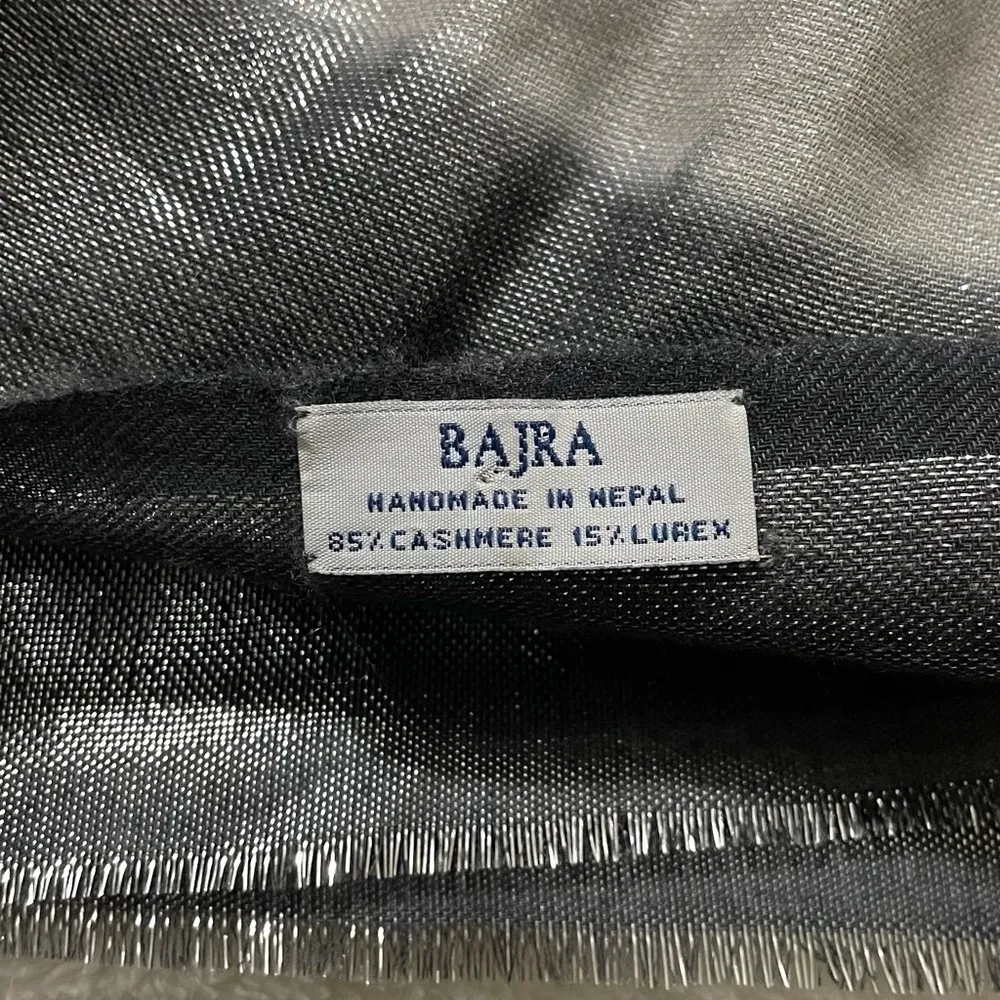 BAJRA
HANDMADE IN NEPAL
85% CASHMERE 15% LUREX